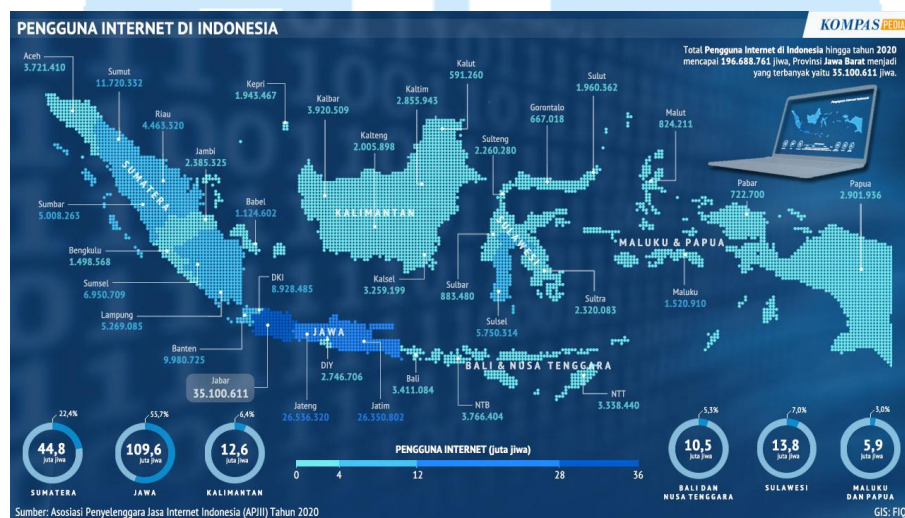 PENGGUNA INTERNET DI INDONESIA
KOMPASPEDIA
Total Pengguna Internet di Indonesia hingga tahun 2020
mencapai 196.688.761 jiwa, Provinsi Jawa Barat menjadi
yang terbanyak yaitu 35.100.611 jiwa.
Aceh
3.721.410
Sumut
11.720.332
Riau
4.463.320
Jambi
2.385.325
Kepri
1.943.467
Babel
1.124.602
Sumbar
5.008.263
Bengkulu
1.498.568
Sumsel
6.950.709
Lampung
5.269.085
SUMATERA
Kalbar
3.920.509
Kalteng
2.005.898
Kaltim
2.855.943
Kalut
591.260
Kalsel
3.259.199
KALIMANTAN
Sulteng
2.260.280
Gorontalo
667.018
Sulut
1.960.362
Sulbar
883.480
Sulsel
5.750.314
Sultra
2.320.083
SULAWESI
Malut
824.211
Pabar
722.700
Papua
2.901.936
MALUKU & PAPUA
Maluku
1.520.910
DKI
8.928.485
Banten
9.980.725
Jabar
35.100.611
JAWA
DIY
2.746.706
Jateng
26.536.320
Jatim
26.350.802
Bali
3.411.084
BALI & NUSA TENGGARA
NTB
3.766.404
NTT
3.338.440
22,4%
44,8
juta jiwa
SUMATERA
55,7%
109,6
juta jiwa
JAWA
6,4%
12,6
juta jiwa
KALIMANTAN
PENGGUNA INTERNET (juta jiwa)
0 4 12 28 36
5,3%
10,5
juta jiwa
BALI DAN
NUSA TENGGARA
7,0%
13,8
juta jiwa
SULAWESI
3,0%
5,9
juta jiwa
MALUKU
DAN PAPUA
Sumber: Asosiasi Penyelenggara Jasa Internet Indonesia (APJII) Tahun 2020
GIS: FIQ